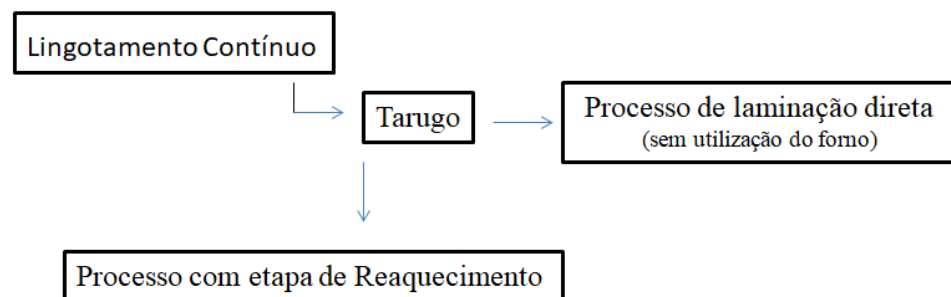 Lingotamento Contínuo
Tarugo
Processo de laminação direta
(sem utilização do forno)
Processo com etapa de Reaquecimento